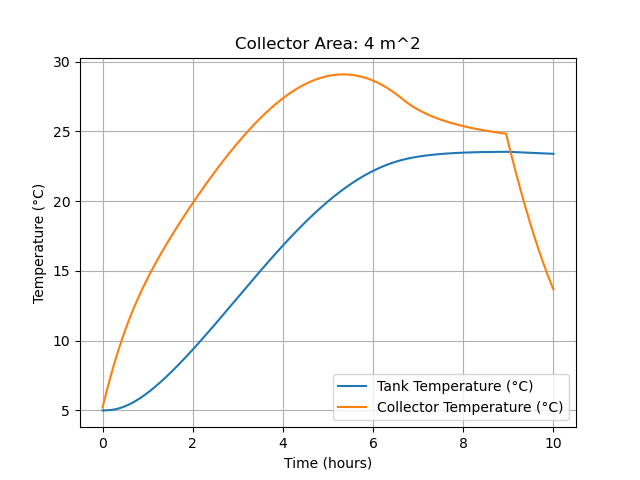 Collector Area: 4 m^2
30
25
20
15
10
5
Temperature (°C)
0
2
4
6
8
10
Time (hours)
Tank Temperature (°C)
Collector Temperature (°C)